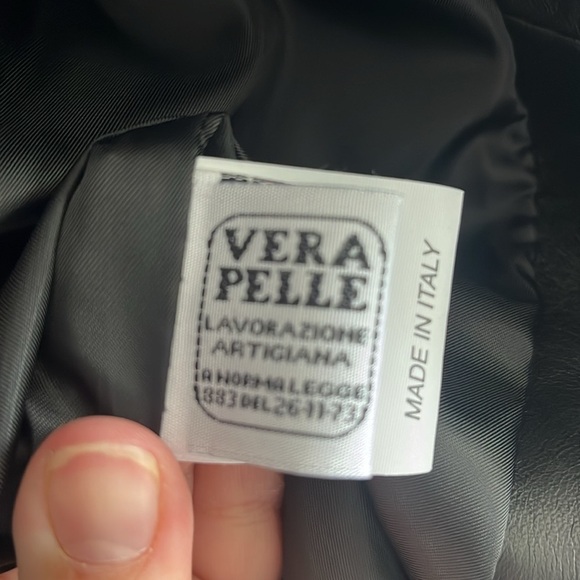 VERA
PELLE
LAVORAZIONE
ARTIGIANA
A NORMA LEGGE
883 DEL 26-11-73
MADE IN ITALY